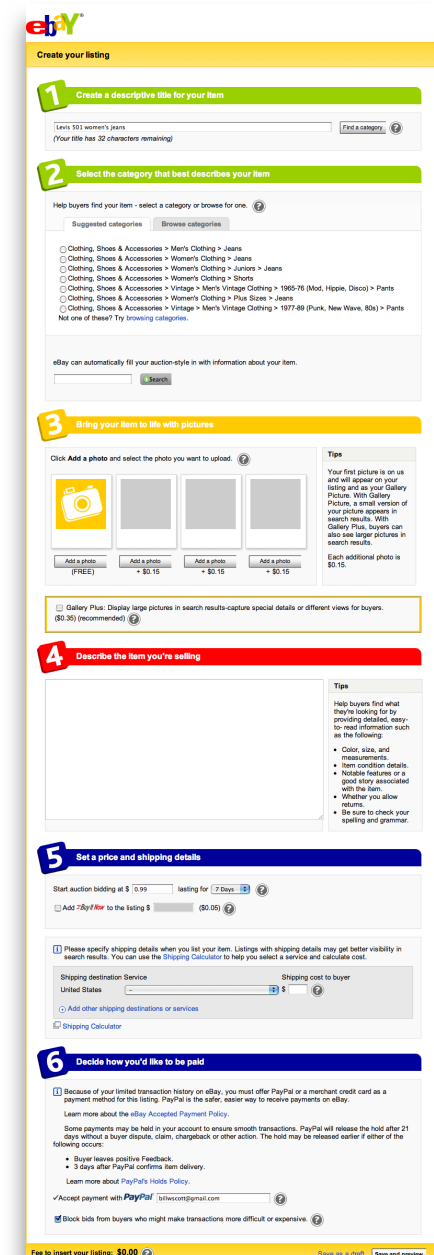 ebaY®
Create your listing
1 Create a descriptive title for your item
Levis 501 women's jeans Find a category ?
(Your title has 32 characters remaining)
2 Select the category that best describes your item
Help buyers find your item - select a category or browse for one. ?
Suggested categories Browse categories
Clothing, Shoes & Accessories > Men's Clothing > Jeans
Clothing, Shoes & Accessories > Women's Clothing > Jeans
Clothing, Shoes & Accessories > Women's Clothing > Juniors > Jeans
Clothing, Shoes & Accessories > Women's Clothing > Shorts
Clothing, Shoes & Accessories > Vintage > Men's Vintage Clothing > 1965-76 (Mod, Hippie, Disco) > Pants
Clothing, Shoes & Accessories > Women's Clothing > Plus Sizes > Jeans
Clothing, Shoes & Accessories > Vintage > Men's Vintage Clothing > 1977-89 (Punk, New Wave, 80s) > Pants
Not one of these? Try browsing categories.
eBay can automatically fill your auction-style in with information about your item.
Search
3 Bring your item to life with pictures
Click Add a photo and select the photo you want to upload. ?
Add a photo Add a photo Add a photo Add a photo
(FREE) + $0.15 + $0.15 + $0.15
Tips
Your first picture is on us
and will appear on your
listing and as your Gallery
Picture. With Gallery
Picture, a small version of
your picture appears in
search results. With
Gallery Plus, buyers can
also see larger pictures in
search results.
Each additional photo is
$0.15.
Gallery Plus: Display large pictures in search results-capture special details or different views for buyers.
($0.35) (recommended) ?
4 Describe the item you're selling
Tips
Help buyers find what
they're looking for by
providing detailed, easy-
to- read information such
as the following:
• Color, size, and
measurements.
• Item condition details.
• Notable features or a
good story associated
with the item.
• Whether you allow
returns.
• Be sure to check your
spelling and grammar.
5 Set a price and shipping details
Start auction bidding at $ 0.99 lasting for 7 Days ?
Add Buy It Now to the listing $ ($0.05) ?
i Please specify shipping details when you list your item. Listings with shipping details may get better visibility in
search results. You can use the Shipping Calculator to help you select a service and calculate cost.
Shipping destination Service Shipping cost to buyer
United States - $ ?
Add other shipping destinations or services
Shipping Calculator
6 Decide how you'd like to be paid
i Because of your limited transaction history on eBay, you must offer PayPal or a merchant credit card as a
payment method for this listing. PayPal is the safer, easier way to receive payments on eBay.
Learn more about the eBay Accepted Payment Policy.
Some payments may be held in your account to ensure smooth transactions. PayPal will release the hold after 21
days without a buyer dispute, claim, chargeback or other action. The hold may be released earlier if either of the
following occurs:
• Buyer leaves positive Feedback.
• 3 days after PayPal confirms item delivery.
Learn more about PayPal's Holds Policy.
✓Accept payment with PayPal billwscott@gmail.com ?
Block bids from buyers who might make transactions more difficult or expensive. ?
Fee to insert your listing: $0.00 ? Save as a draft Save and preview